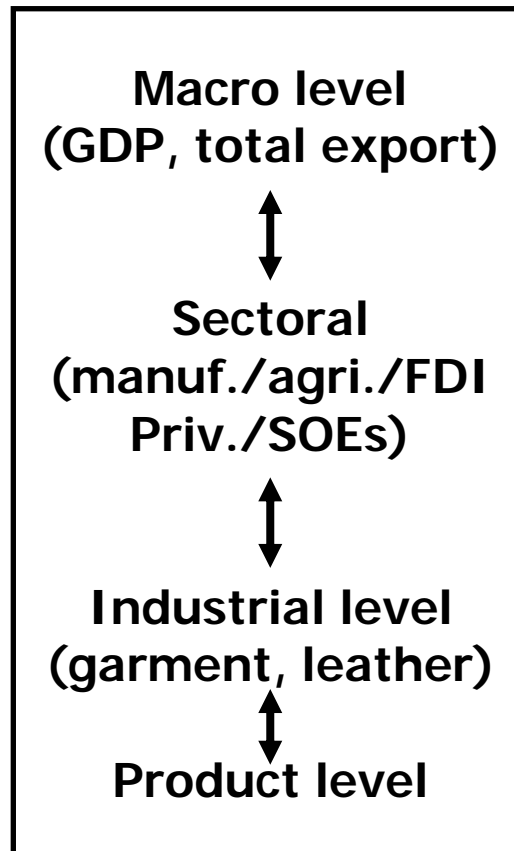 Macro level
(GDP, total export)
Sectoral
(manuf./agri./FDI
Priv./SOEs)
Industrial level
(garment, leather)
Product level